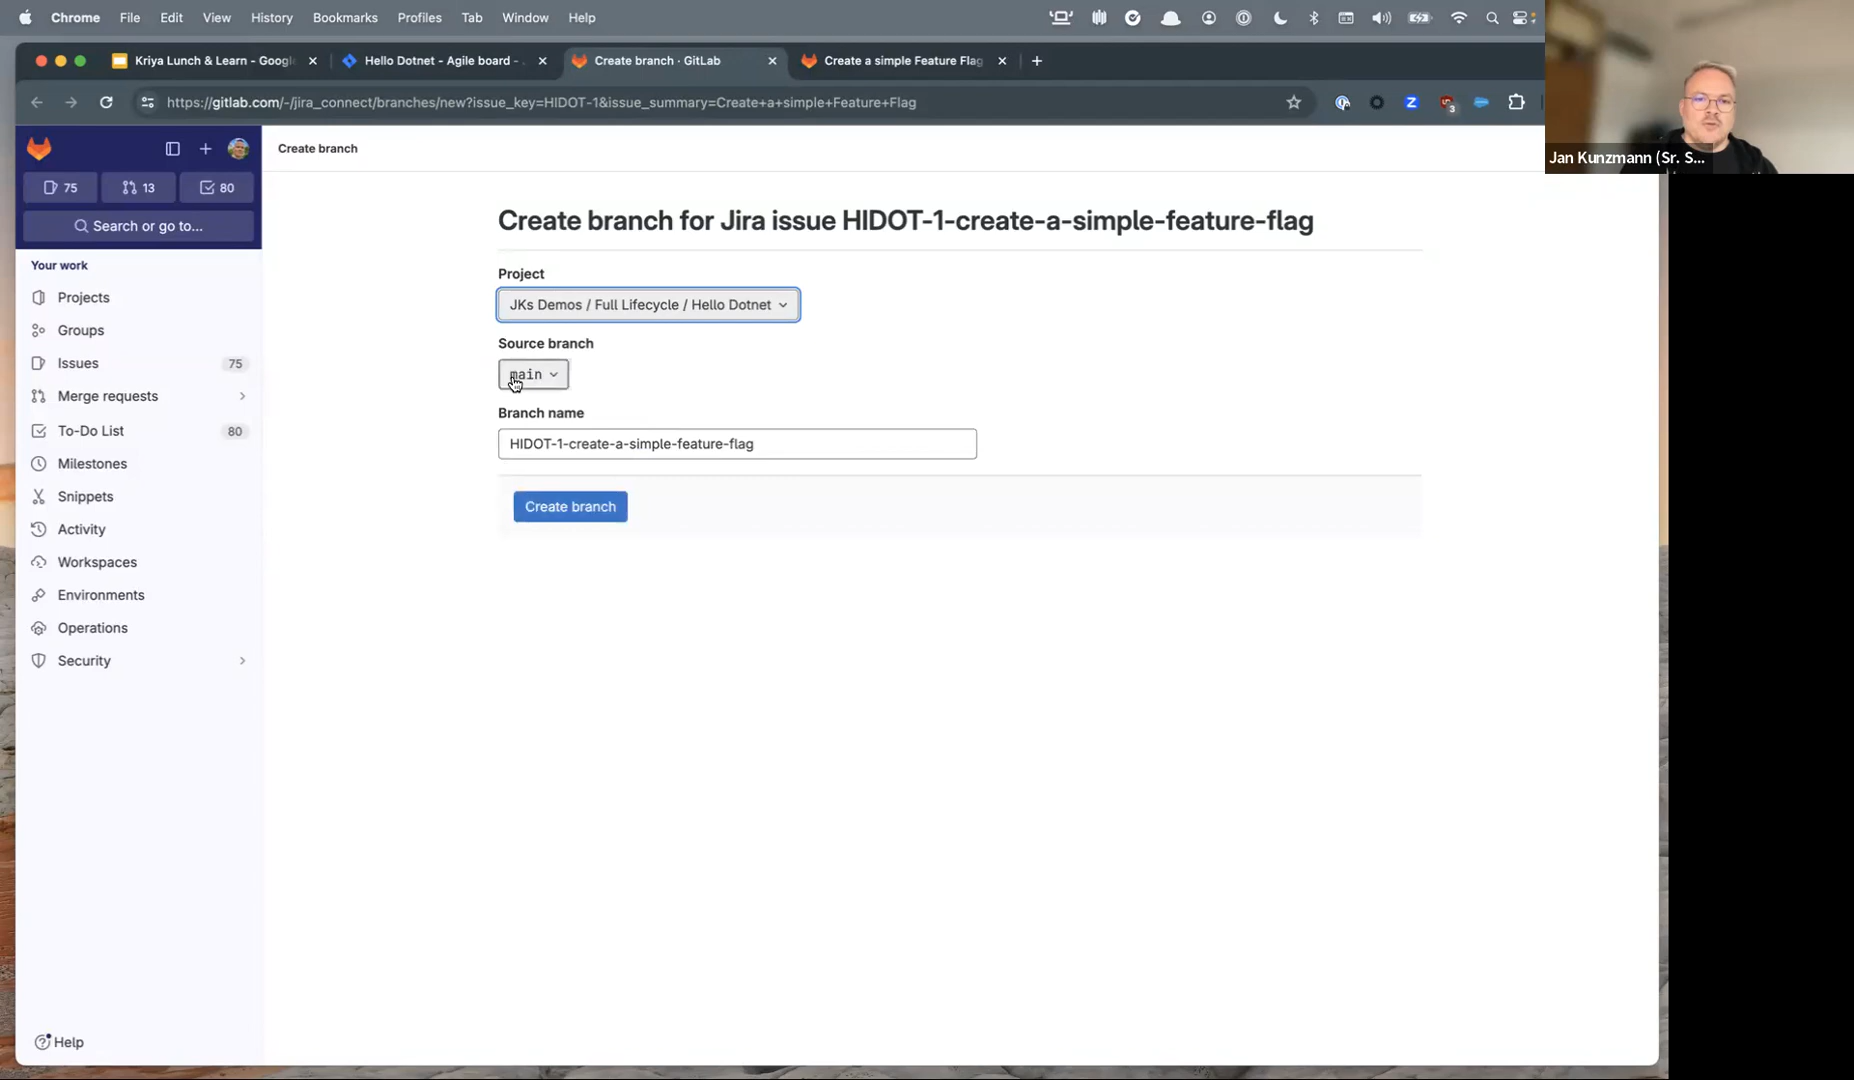 Chrome File Edit View History Bookmarks Profiles Tab Window Help
Kriya Lunch & Learn - Google
Hello Dotnet - Agile board -
Create branch · GitLab
Create a simple Feature Flag
https://gitlab.com/-/jira_connect/branches/new?issue_key=HIDOT-1&issue_summary=Create+a+simple+Feature+Flag
Z
3
Jan Kunzmann (Sr. S...
75 13 80
Search or go to...
Your work
Projects
Groups
Issues 75
Merge requests
To-Do List 80
Milestones
Snippets
Activity
Workspaces
Environments
Operations
Security
Help
Create branch
Create branch for Jira issue HIDOT-1-create-a-simple-feature-flag
Project
JKs Demos / Full Lifecycle / Hello Dotnet
Source branch
main
Branch name
HIDOT-1-create-a-simple-feature-flag
Create branch